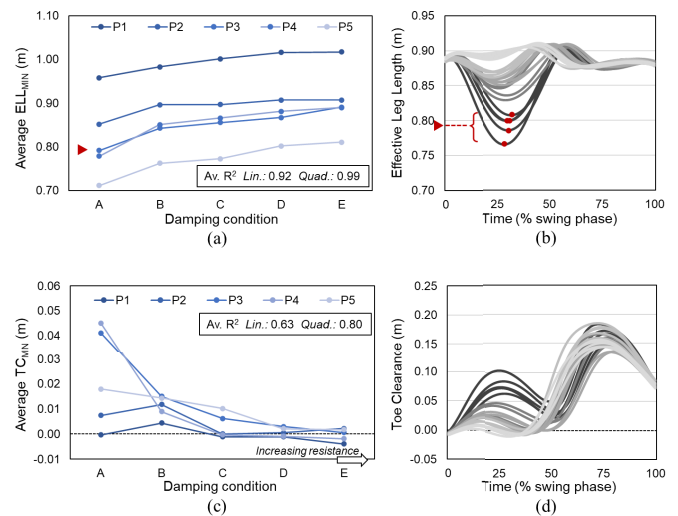 1.10
1.00
0.90
0.80
0.70
Average ELL_MIN (m)
P1 P2 P3 P4 P5
Av. R² Lin.: 0.92 Quad.: 0.99
A B C D E
Damping condition
(a)
0.95
0.90
0.85
0.80
0.75
0.70
Effective Leg Length (m)
0 25 50 75 100
Time (% swing phase)
(b)
0.06
0.05
0.04
0.03
0.02
0.01
0.00
-0.01
Average TC_MN (m)
P1 P2 P3 P4 P5
Av. R² Lin.: 0.63 Quad.: 0.80
Increasing resistance
A B C D E
Damping condition
(c)
0.25
0.20
0.15
0.10
0.05
0.00
-0.05
Toe Clearance (m)
0 25 50 75 100
Time (% swing phase)
(d)